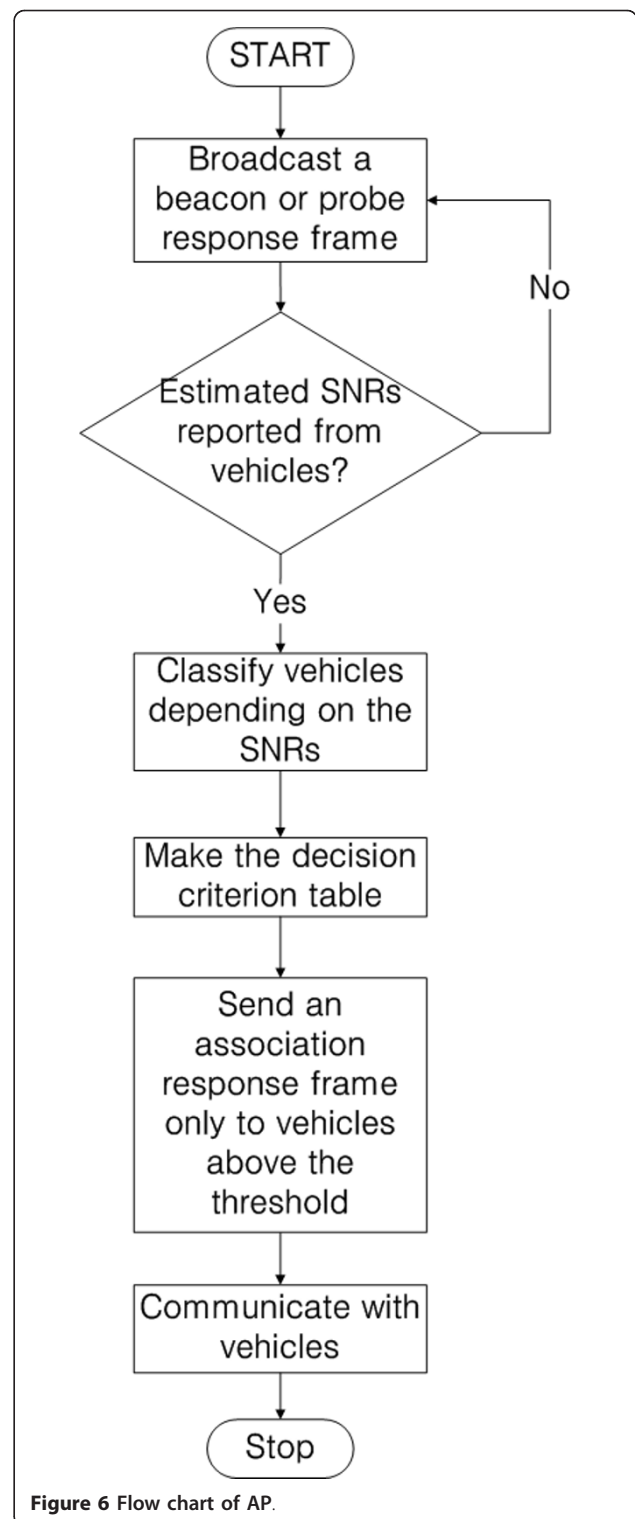 START
Broadcast a
beacon or probe
response frame
No
Estimated SNRs
reported from
vehicles?
Yes
Classify vehicles
depending on the
SNRs
Make the decision
criterion table
Send an
association
response frame
only to vehicles
above the
threshold
Communicate with
vehicles
Stop
Figure 6 Flow chart of AP.